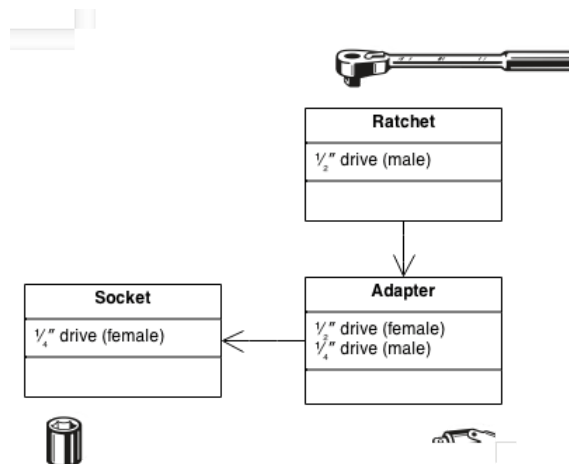 Ratchet
1/2" drive (male)
Socket
1/4" drive (female)
Adapter
1/2" drive (female)
1/4" drive (male)